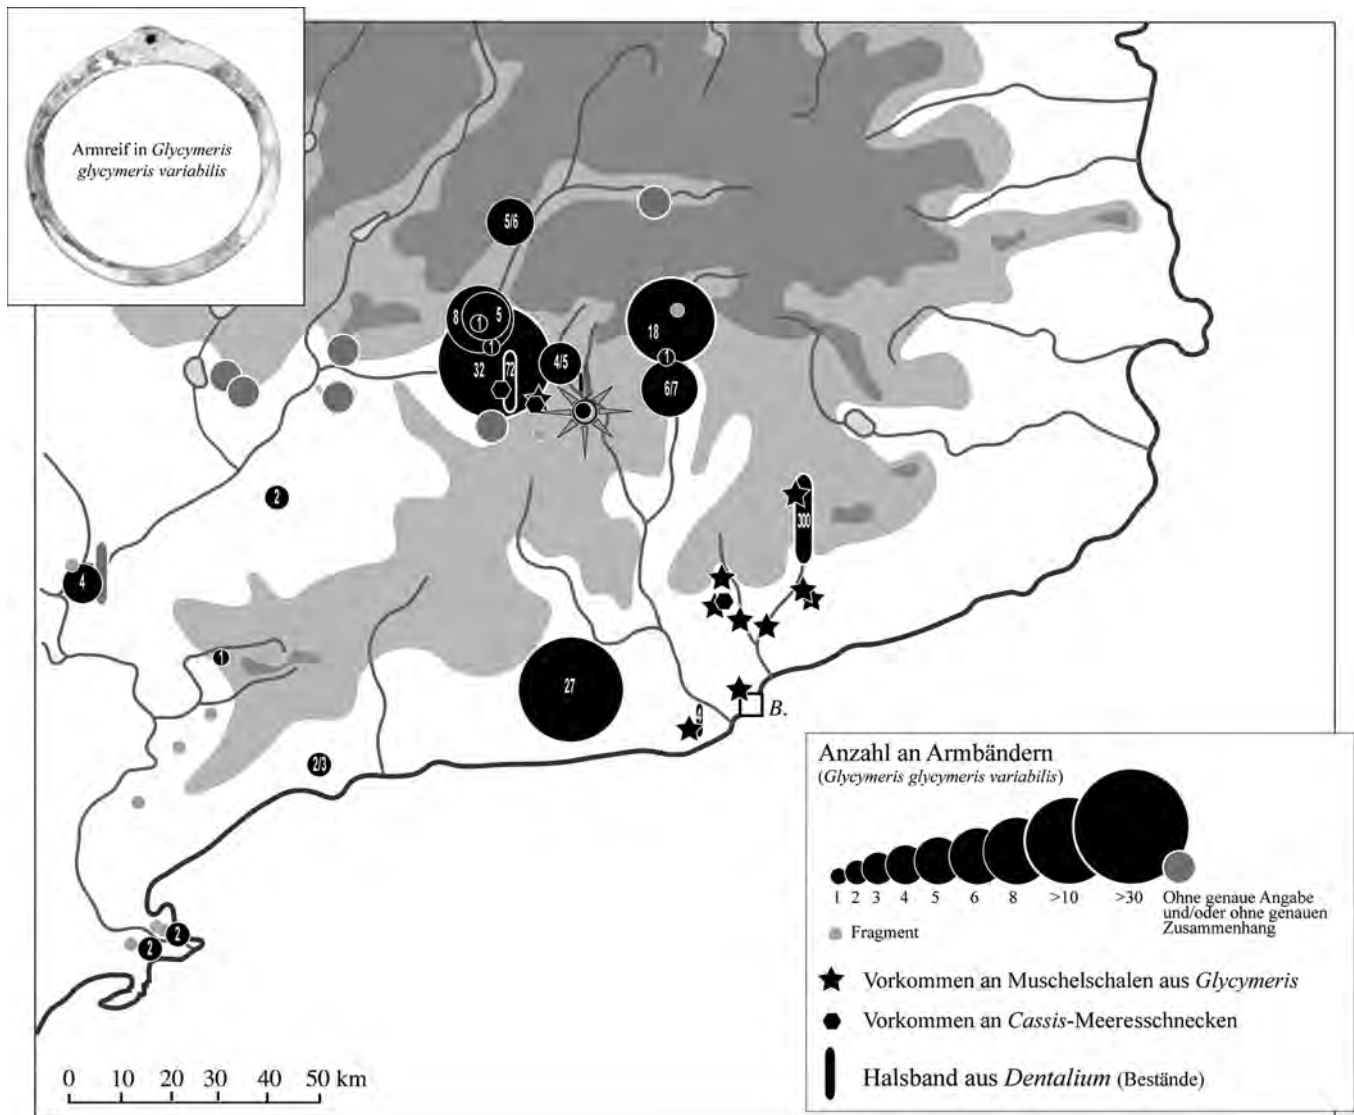 Armreif in Glycymeris
glycymeris variabilis
5/6
8
5
1
1
32
72
4/5
18
1
6/7
2
300
4
1
27
B.
2/3
2
2
0 10 20 30 40 50 km
Anzahl an Armbändern
(Glycymeris glycymeris variabilis)
1 2 3 4 5 6 8 >10 >30
Ohne genaue Angabe
und/oder ohne genauen
Zusammenhang
Fragment
Vorkommen an Muschelschalen aus Glycymeris
Vorkommen an Cassis-Meeresschnecken
Halsband aus Dentalium (Bestände)